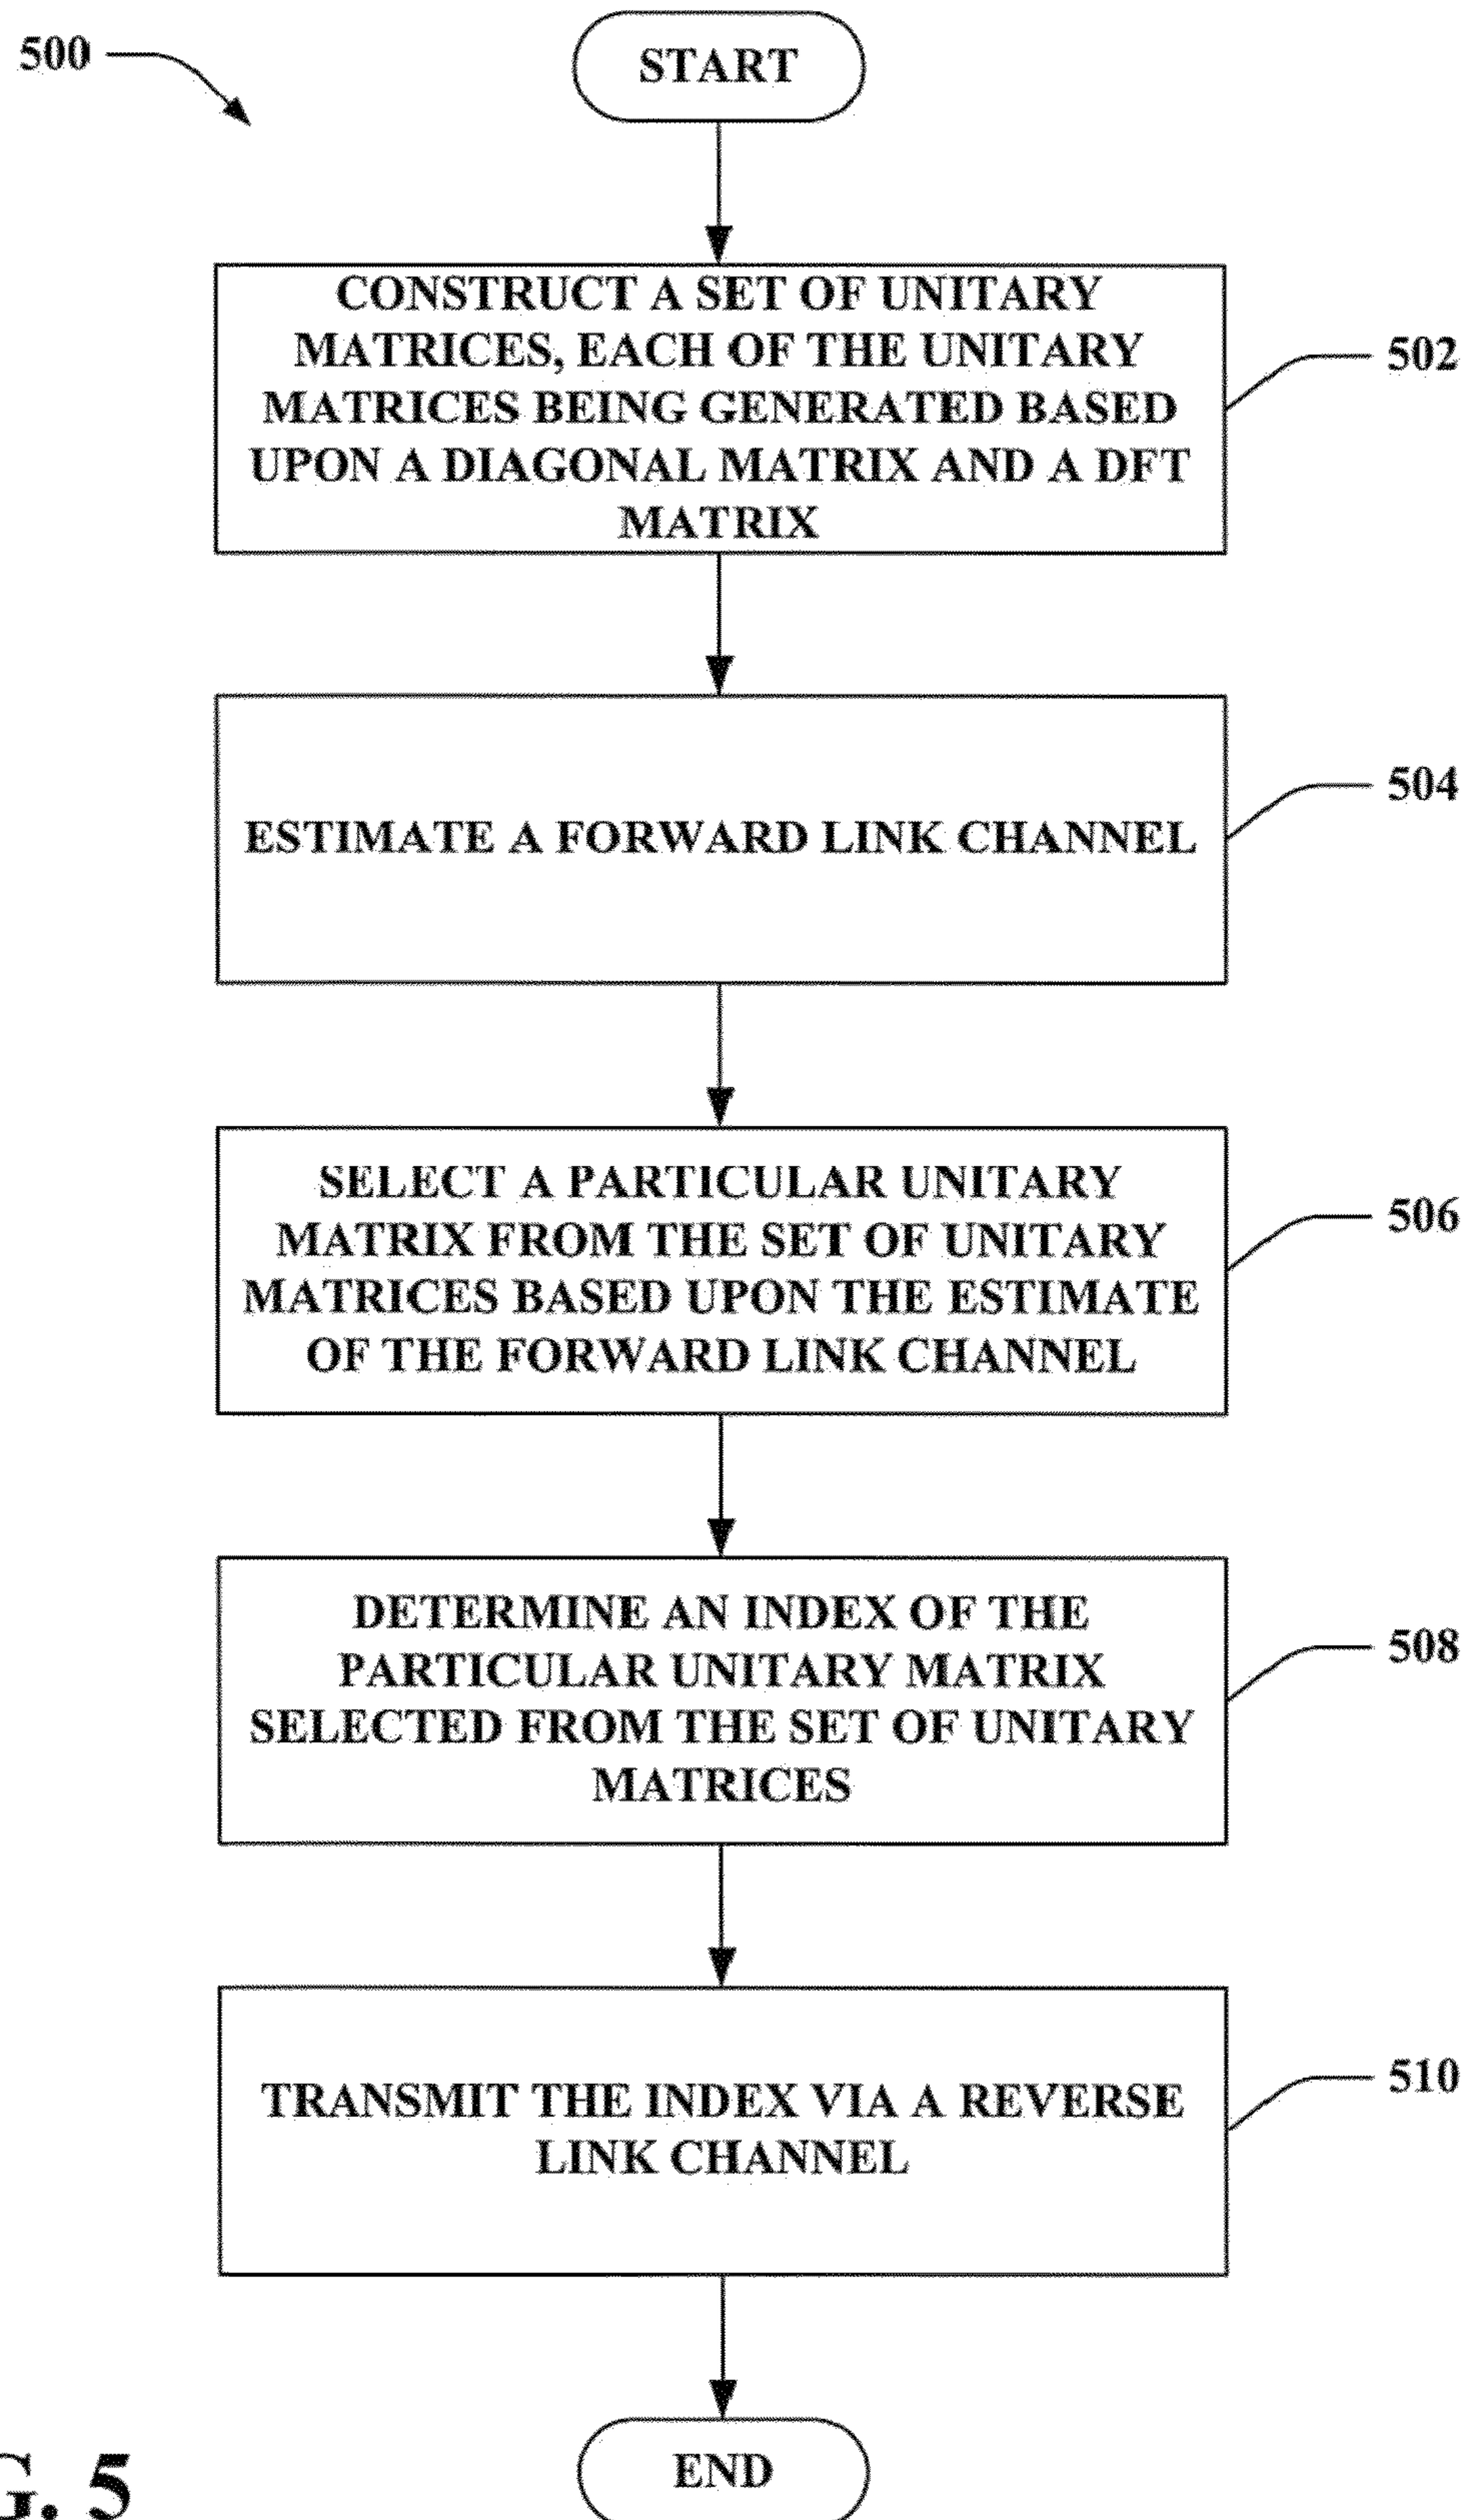 500
START
CONSTRUCT A SET OF UNITARY
MATRICES, EACH OF THE UNITARY
MATRICES BEING GENERATED BASED
UPON A DIAGONAL MATRIX AND A DFT
MATRIX
502
ESTIMATE A FORWARD LINK CHANNEL
504
SELECT A PARTICULAR UNITARY
MATRIX FROM THE SET OF UNITARY
MATRICES BASED UPON THE ESTIMATE
OF THE FORWARD LINK CHANNEL
506
DETERMINE AN INDEX OF THE
PARTICULAR UNITARY MATRIX
SELECTED FROM THE SET OF UNITARY
MATRICES
508
TRANSMIT THE INDEX VIA A REVERSE
LINK CHANNEL
510
END
G. 5